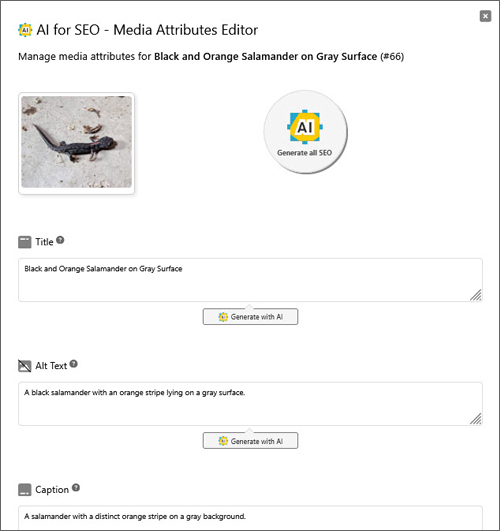 AI for SEO - Media Attributes Editor
Manage media attributes for Black and Orange Salamander on Gray Surface (#66)
AI
Generate all SEO
Title
Black and Orange Salamander on Gray Surface
Generate with AI
Alt Text
A black salamander with an orange stripe lying on a gray surface.
Generate with AI
Caption
A salamander with a distinct orange stripe on a gray background.